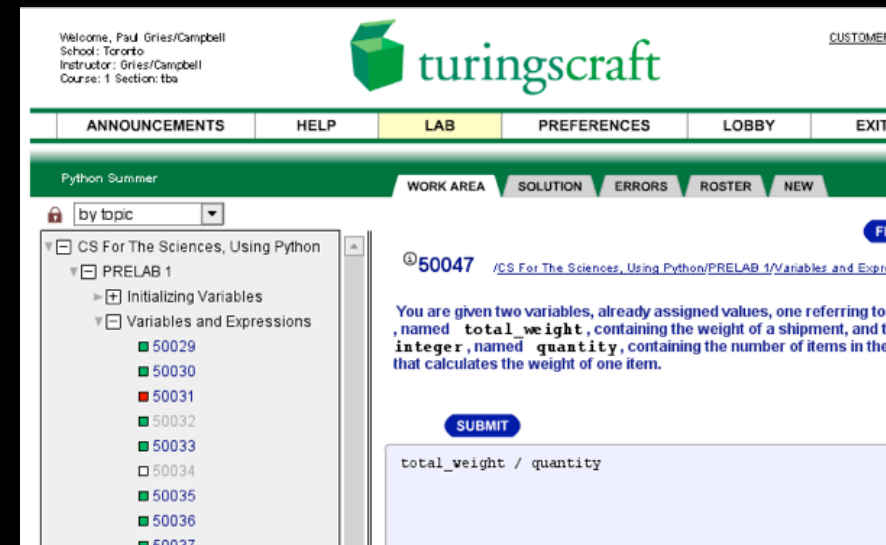 Welcome, Paul Gries/Campbell
School: Toronto
Instructor: Gries/Campbell
Course: 1 Section: tba
turingscraft
CUSTOMER
ANNOUNCEMENTS HELP LAB PREFERENCES LOBBY EXIT
Python Summer
WORK AREA SOLUTION ERRORS ROSTER NEW
by topic
CS For The Sciences, Using Python
PRELAB 1
Initializing Variables
Variables and Expressions
50029
50030
50031
50032
50033
50034
50035
50036
50037
50047 /CS For The Sciences, Using Python/PRELAB 1/Variables and Expre
You are given two variables, already assigned values, one referring to
, named total_weight, containing the weight of a shipment, and t
integer, named quantity, containing the number of items in the
that calculates the weight of one item.
SUBMIT
total_weight / quantity